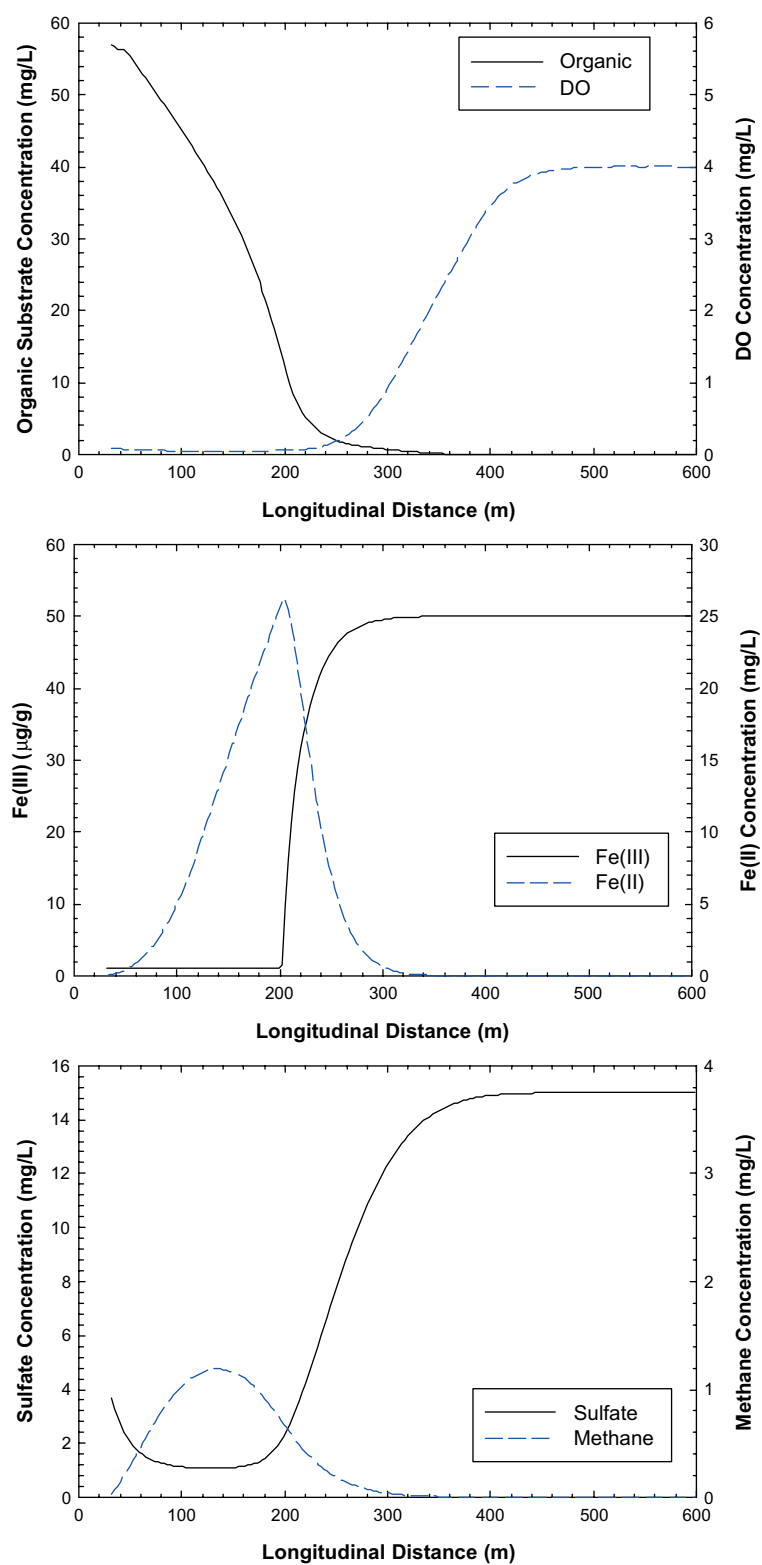 60
50
40
30
20
10
0
Organic Substrate Concentration (mg/L)
6
5
4
3
2
1
0
DO Concentration (mg/L)
Organic
DO
0 100 200 300 400 500 600
Longitudinal Distance (m)
60
50
40
30
20
10
0
Fe(III) (µg/g)
30
25
20
15
10
5
0
Fe(II) Concentration (mg/L)
Fe(III)
Fe(II)
0 100 200 300 400 500 600
Longitudinal Distance (m)
16
14
12
10
8
6
4
2
0
Sulfate Concentration (mg/L)
4
3
2
1
0
Methane Concentration (mg/L)
Sulfate
Methane
0 100 200 300 400 500 600
Longitudinal Distance (m)